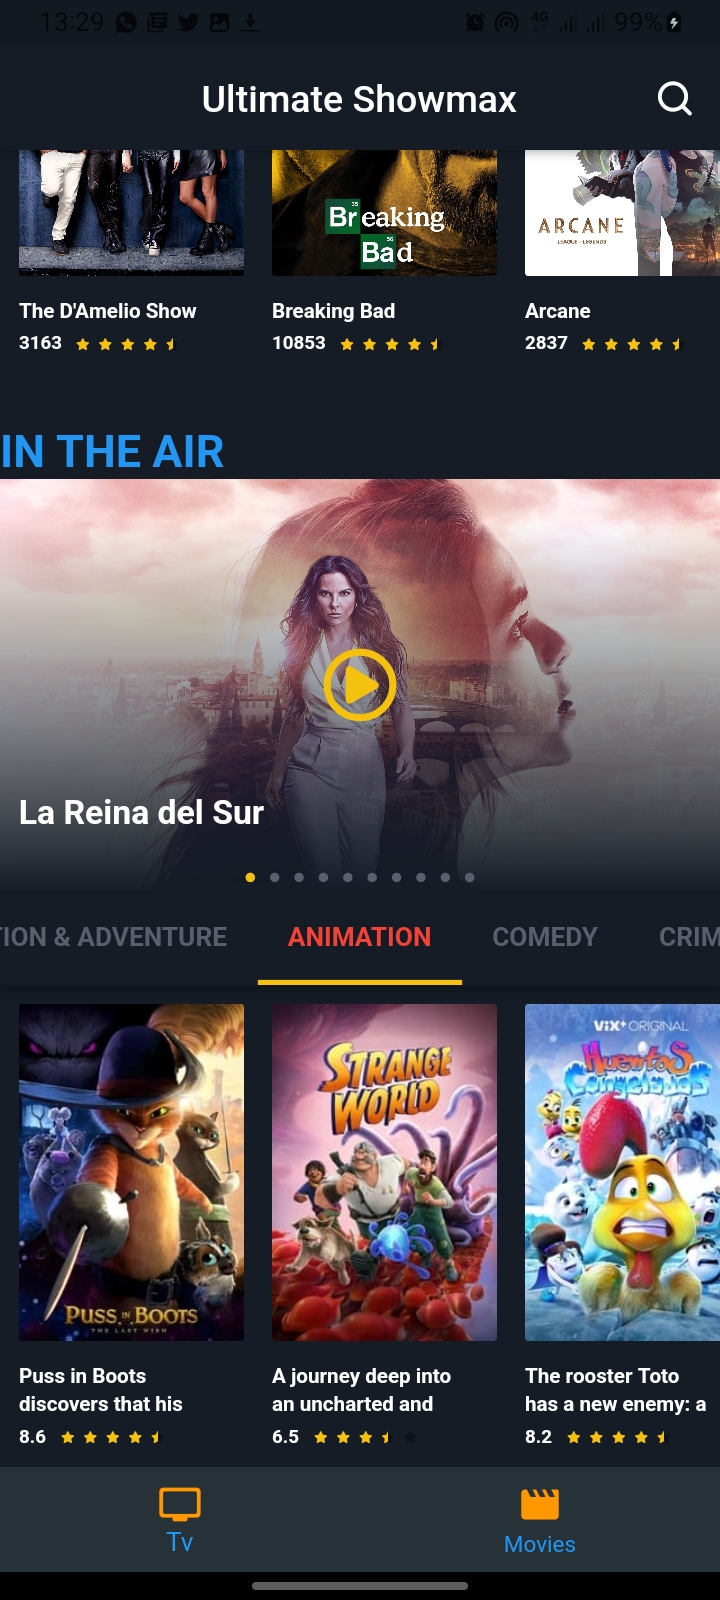 13:29
4G
99%
Ultimate Showmax
Breaking
Bad
ARCANE
LEAGUE OF LEGENDS
The D'Amelio Show
Breaking Bad
Arcane
3163
10853
2837
IN THE AIR
La Reina del Sur
TION & ADVENTURE
ANIMATION
COMEDY
CRIM
PUSS IN BOOTS
THE LAST WISH
STRANGE
WORLD
ViX+ ORIGINAL
Huevitos
Congelados
Puss in Boots
discovers that his
A journey deep into
an uncharted and
The rooster Toto
has a new enemy: a
8.6
6.5
8.2
Tv
Movies